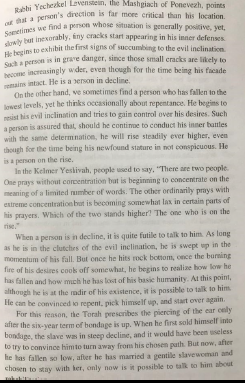 Rabbi Yechezkel Levenstein, the Mashgiach of Ponevezh, points
out that a person's direction is far more critical than his location.
Sometimes we find a person whose situation is generally positive, yet,
slowly but inexorably, tiny cracks start appearing in his inner defenses.
He begins to exhibit the first signs of succumbing to the evil inclination.
Such a person is in grave danger, since those small cracks are likely to
become increasingly wider, even though for the time being his facade
remains intact. He is a person in decline.
On the other hand, we sometimes find a person who has fallen to the
lowest levels, yet he thinks occasionally about repentance. He begins to
resist his evil inclination and tries to gain control over his desires. Such
a person is assured that, should he continue to conduct his inner battles
with the same determination, he will rise steadily ever higher, even
though for the time being his newfound stature in not conspicuous. He
is a person on the rise.
In the Kelmer Yeshivah, people used to say, "There are two people.
One prays without concentration but is beginning to concentrate on the
meaning of a limited number of words. The other ordinarily prays with
extreme concentration but is becoming somewhat lax in certain parts of
his prayers. Which of the two stands higher? The one who is on the
rise."
When a person is in decline, it is quite futile to talk to him. As long
as he is in the clutches of the evil inclination, he is swept up in the
momentum of his fall. But once he hits rock bottom, once the burning
fire of his desires cools off somewhat, he begins to realize how low he
has fallen and how much he has lost of his basic humanity. At this point,
although he is at the nadir of his existence, it is possible to talk to him.
He can be convinced to repent, pick himself up, and start over again.
For this reason, the Torah prescribes the piercing of the ear only
after the six-year term of bondage is up. When he first sold himself into
bondage, the slave was in steep decline, and it would have been useless
to try to convince him to turn away from his chosen path. But now, after
he has fallen so low, after he has married a gentile slavewoman and
chosen to stay with her, only now is it possible to talk to him about